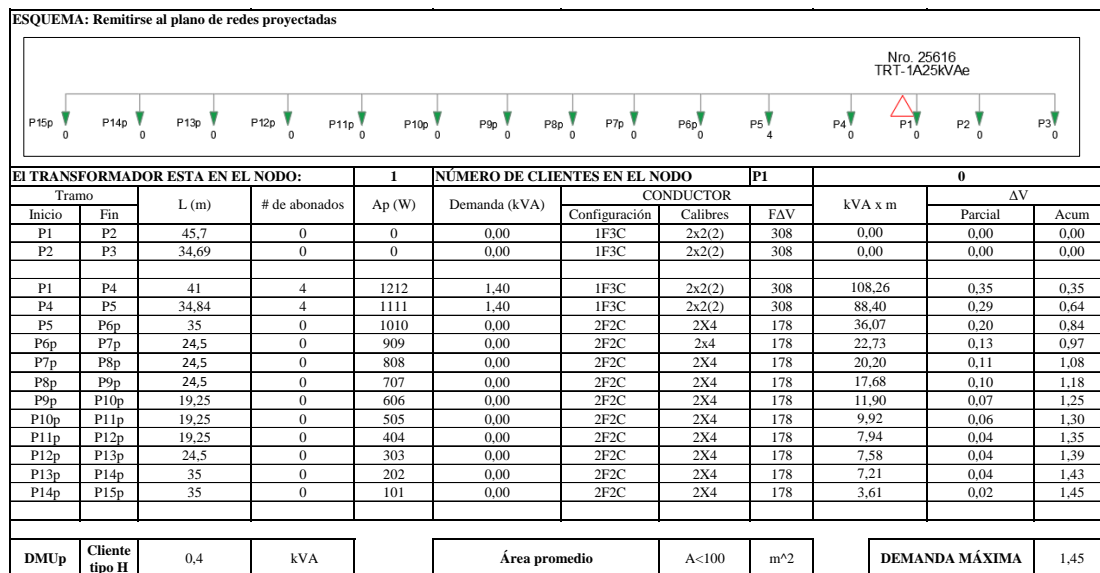 ESQUEMA: Remitirse al plano de redes proyectadas
Nro. 25616
TRT-1A25kVAe
P15p P14p P13p P12p P11p P10p P9p P8p P7p P6p P5 P4 P1 P2 P3
0 0 0 0 0 0 0 0 0 0 4 0 0 0 0
El TRANSFORMADOR ESTA EN EL NODO: 1 NÚMERO DE CLIENTES EN EL NODO P1 0
Tramo L (m) # de abonados Ap (W) Demanda (kVA) CONDUCTOR kVA x m ΔV
Inicio Fin Configuración Calibres FΔV Parcial Acum
P1 P2 45,7 0 0 0,00 1F3C 2x2(2) 308 0,00 0,00 0,00
P2 P3 34,69 0 0 0,00 1F3C 2x2(2) 308 0,00 0,00 0,00
P1 P4 41 4 1212 1,40 1F3C 2x2(2) 308 108,26 0,35 0,35
P4 P5 34,84 4 1111 1,40 1F3C 2x2(2) 308 88,40 0,29 0,64
P5 P6p 35 0 1010 0,00 2F2C 2X4 178 36,07 0,20 0,84
P6p P7p 24,5 0 909 0,00 2F2C 2x4 178 22,73 0,13 0,97
P7p P8p 24,5 0 808 0,00 2F2C 2X4 178 20,20 0,11 1,08
P8p P9p 24,5 0 707 0,00 2F2C 2X4 178 17,68 0,10 1,18
P9p P10p 19,25 0 606 0,00 2F2C 2X4 178 11,90 0,07 1,25
P10p P11p 19,25 0 505 0,00 2F2C 2X4 178 9,92 0,06 1,30
P11p P12p 19,25 0 404 0,00 2F2C 2X4 178 7,94 0,04 1,35
P12p P13p 24,5 0 303 0,00 2F2C 2X4 178 7,58 0,04 1,39
P13p P14p 35 0 202 0,00 2F2C 2X4 178 7,21 0,04 1,43
P14p P15p 35 0 101 0,00 2F2C 2X4 178 3,61 0,02 1,45
DMUp Cliente tipo H 0,4 kVA Área promedio A<100 m^2 DEMANDA MÁXIMA 1,45